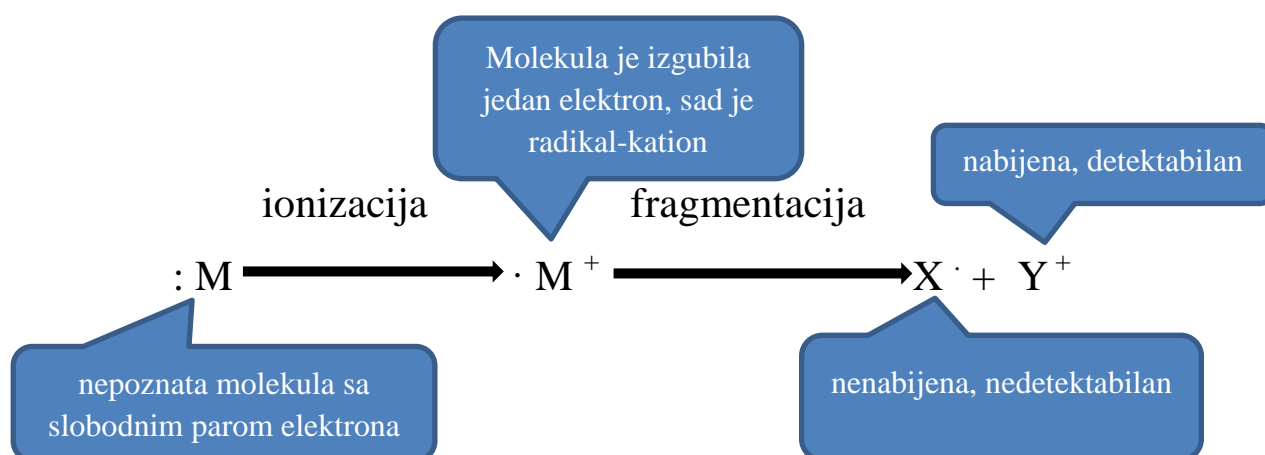 Molekula je izgubila
jedan elektron, sad je
radikal-kation
nabijena, detektabilan
ionizacija
fragmentacija
: M
· M +
X · + Y +
nepoznata molekula sa
slobodnim parom elektrona
nenabijena, nedetektabilan